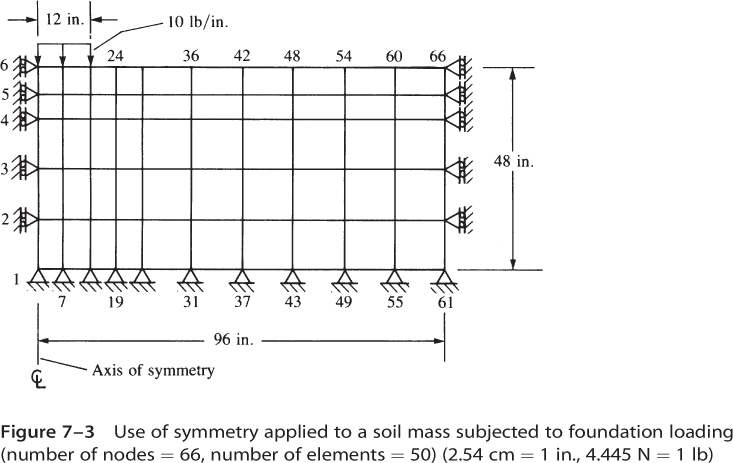 12 in.
10 lb/in.
6 24 36 42 48 54 60 66
5
4
3
48 in.
2
1
7 19 31 37 43 49 55 61
96 in.
Axis of symmetry
℄
Figure 7–3 Use of symmetry applied to a soil mass subjected to foundation loading
(number of nodes = 66, number of elements = 50) (2.54 cm = 1 in., 4.445 N = 1 lb)